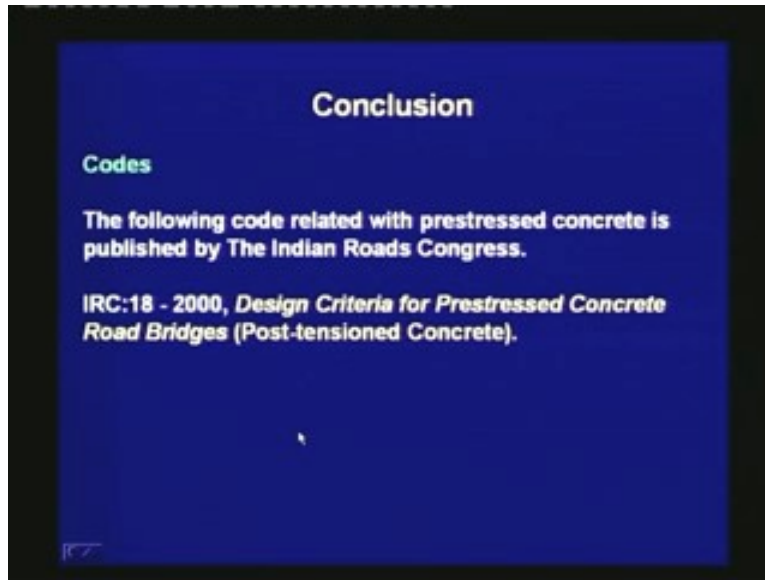 Conclusion
Codes
The following code related with prestressed concrete is
published by The Indian Roads Congress.
IRC:18 - 2000, Design Criteria for Prestressed Concrete
Road Bridges (Post-tensioned Concrete).